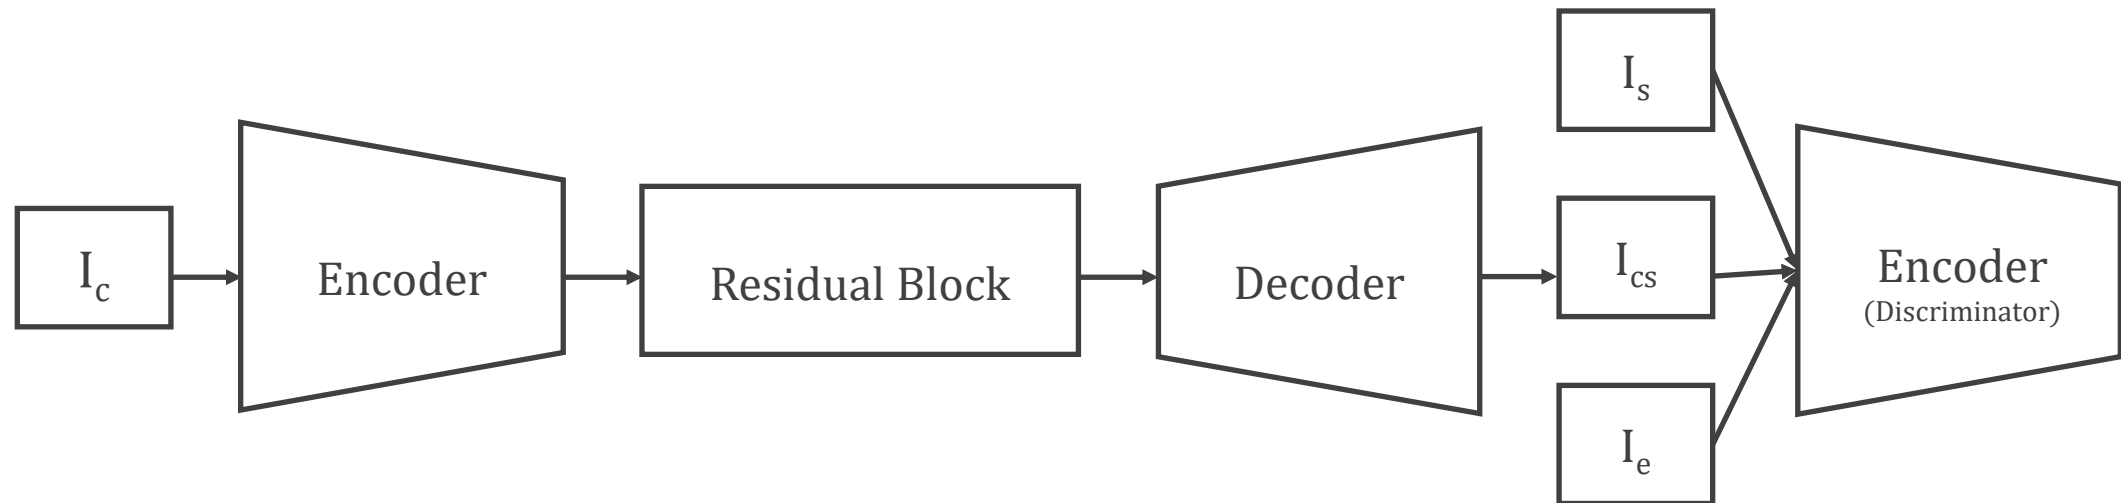 I_c
Encoder
Residual Block
Decoder
I_s
I_cs
I_e
Encoder
(Discriminator)